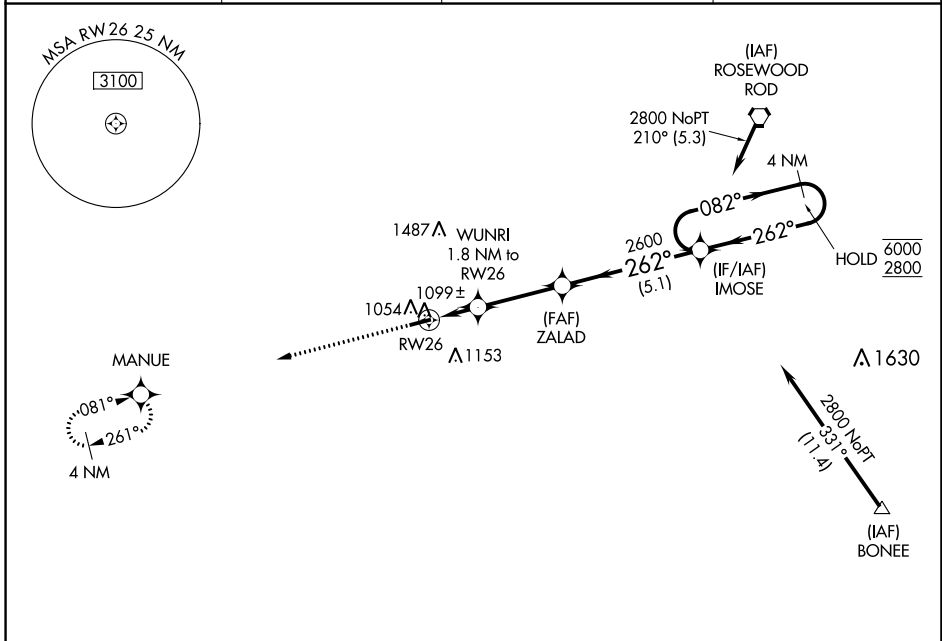 MSA RW26 25 NM
3100
(IAF)
ROSEWOOD
ROD
2800 NoPT
210° (5.3)
4 NM
082°
262°
HOLD
6000
2800
(IF/IAF)
IMOSE
2600
262°
(5.1)
(FAF)
ZALAD
1487
WUNRI
1.8 NM to
RW26
1099±
1054
RW26
1153
1630
MANUE
081°
261°
4 NM
2800 NoPT
331°
(11.4)
(IAF)
BONEE